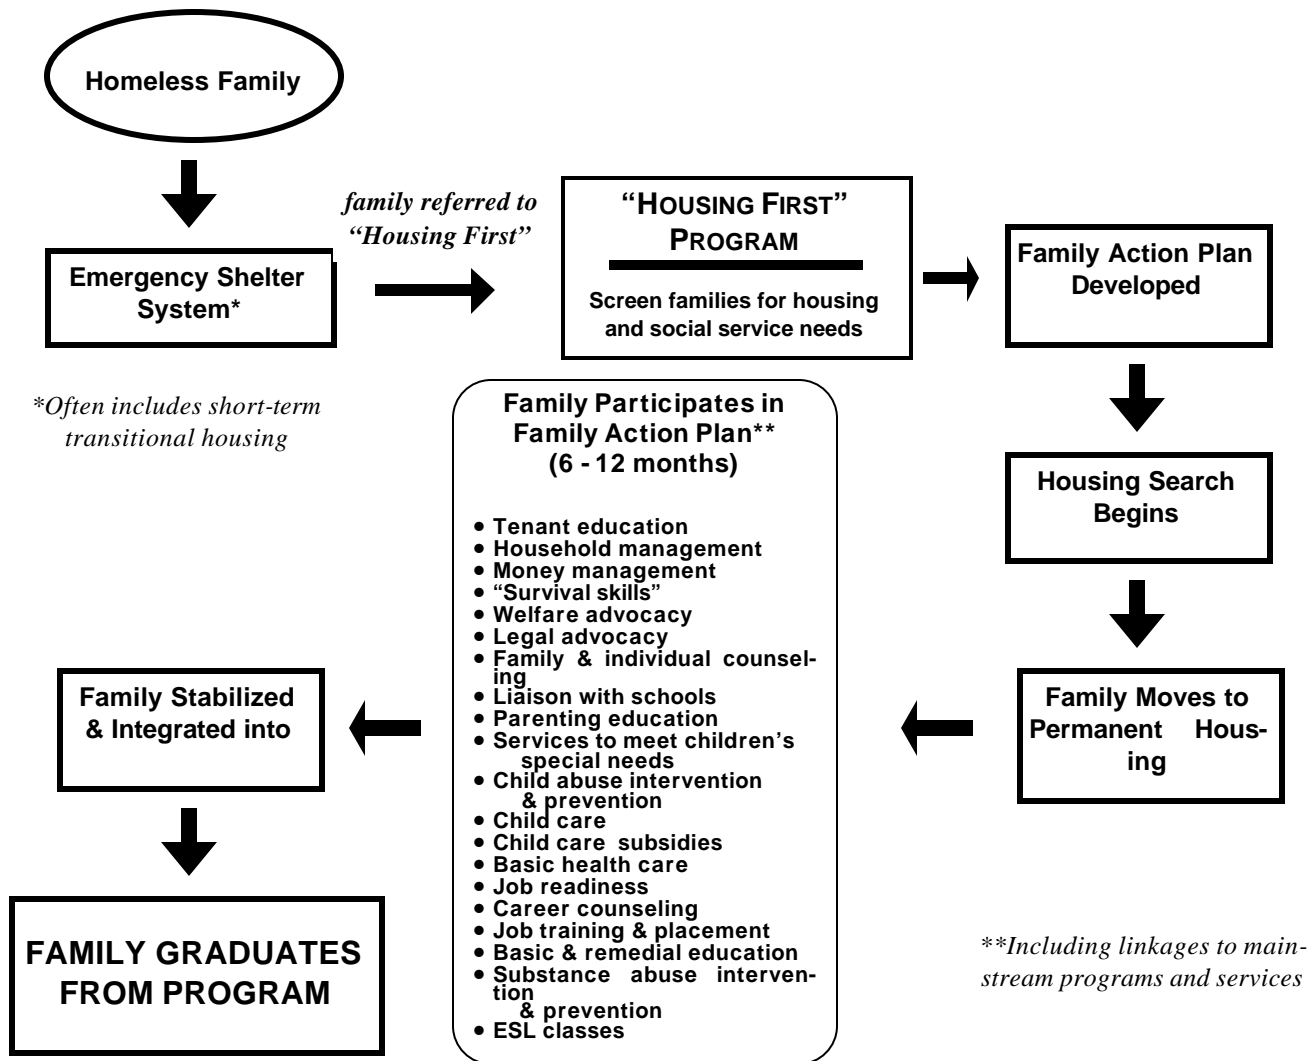 Homeless Family
family referred to
“Housing First”
Emergency Shelter
System*
*Often includes short-term
transitional housing
“HOUSING FIRST”
PROGRAM
Screen families for housing
and social service needs
Family Action Plan
Developed
Housing Search
Begins
Family Moves to
Permanent Hous-
ing
Family Participates in
Family Action Plan**
(6 - 12 months)
• Tenant education
• Household management
• Money management
• “Survival skills”
• Welfare advocacy
• Legal advocacy
• Family & individual counsel-
ing
• Liaison with schools
• Parenting education
• Services to meet children’s
special needs
• Child abuse intervention
& prevention
• Child care
• Child care subsidies
• Basic health care
• Job readiness
• Career counseling
• Job training & placement
• Basic & remedial education
• Substance abuse interven-
tion
& prevention
• ESL classes
**Including linkages to main-
stream programs and services
Family Stabilized
& Integrated into
FAMILY GRADUATES
FROM PROGRAM